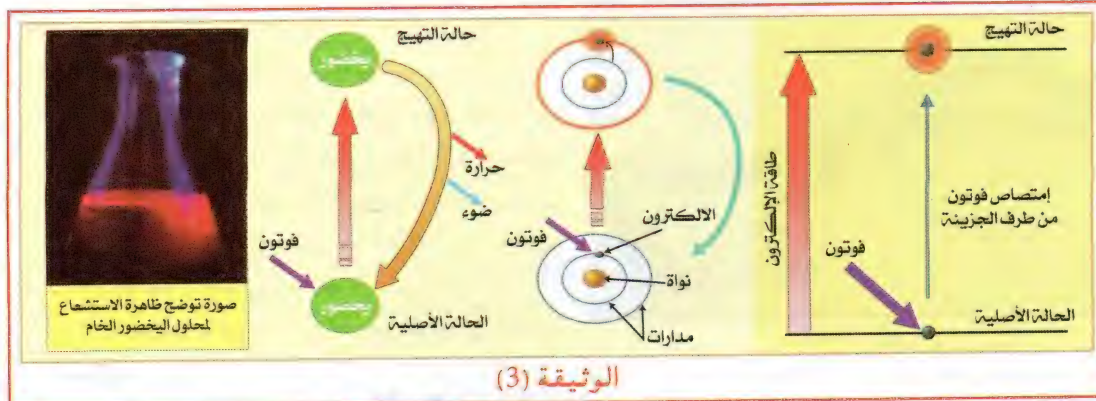 حالة التهيج
طاقة الإلكترون
إمتصاص فوتون
من طرف الجزيئة
فوتون
الحالة الأصلية
الالكترون
فوتون
نواة
مدارات
حالة التهيج
يخضور
حرارة
ضوء
فوتون
يخضور
الحالة الأصلية
صورة توضح ظاهرة الاستشعاع
لمحلول اليخضور الخام
الوثيقة (3)